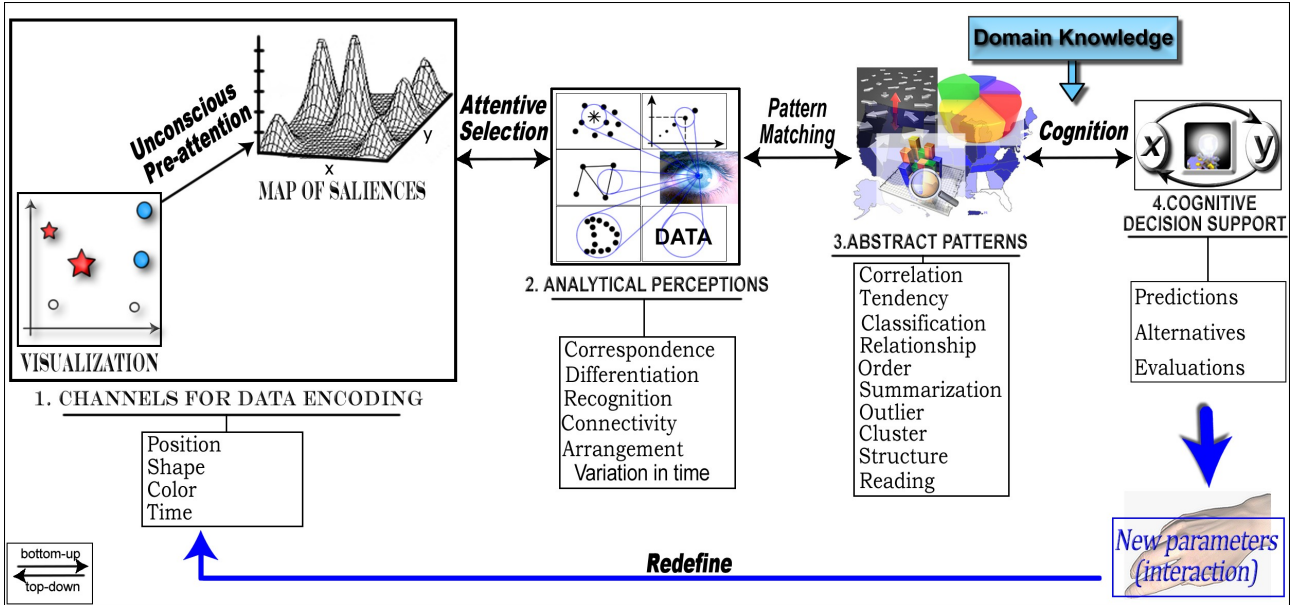 Domain Knowledge
Unconscious
Pre-attention
y
x
MAP OF SALIENCES
Attentive
Selection
DATA
Pattern
Matching
Cognition
x
y
VISUALIZATION
1. CHANNELS FOR DATA ENCODING
Position
Shape
Color
Time
2. ANALYTICAL PERCEPTIONS
Correspondence
Differentiation
Recognition
Connectivity
Arrangement
Variation in time
3.ABSTRACT PATTERNS
Correlation
Tendency
Classification
Relationship
Order
Summarization
Outlier
Cluster
Structure
Reading
4.COGNITIVE
DECISION SUPPORT
Predictions
Alternatives
Evaluations
New parameters
(interaction)
Redefine
bottom-up
top-down